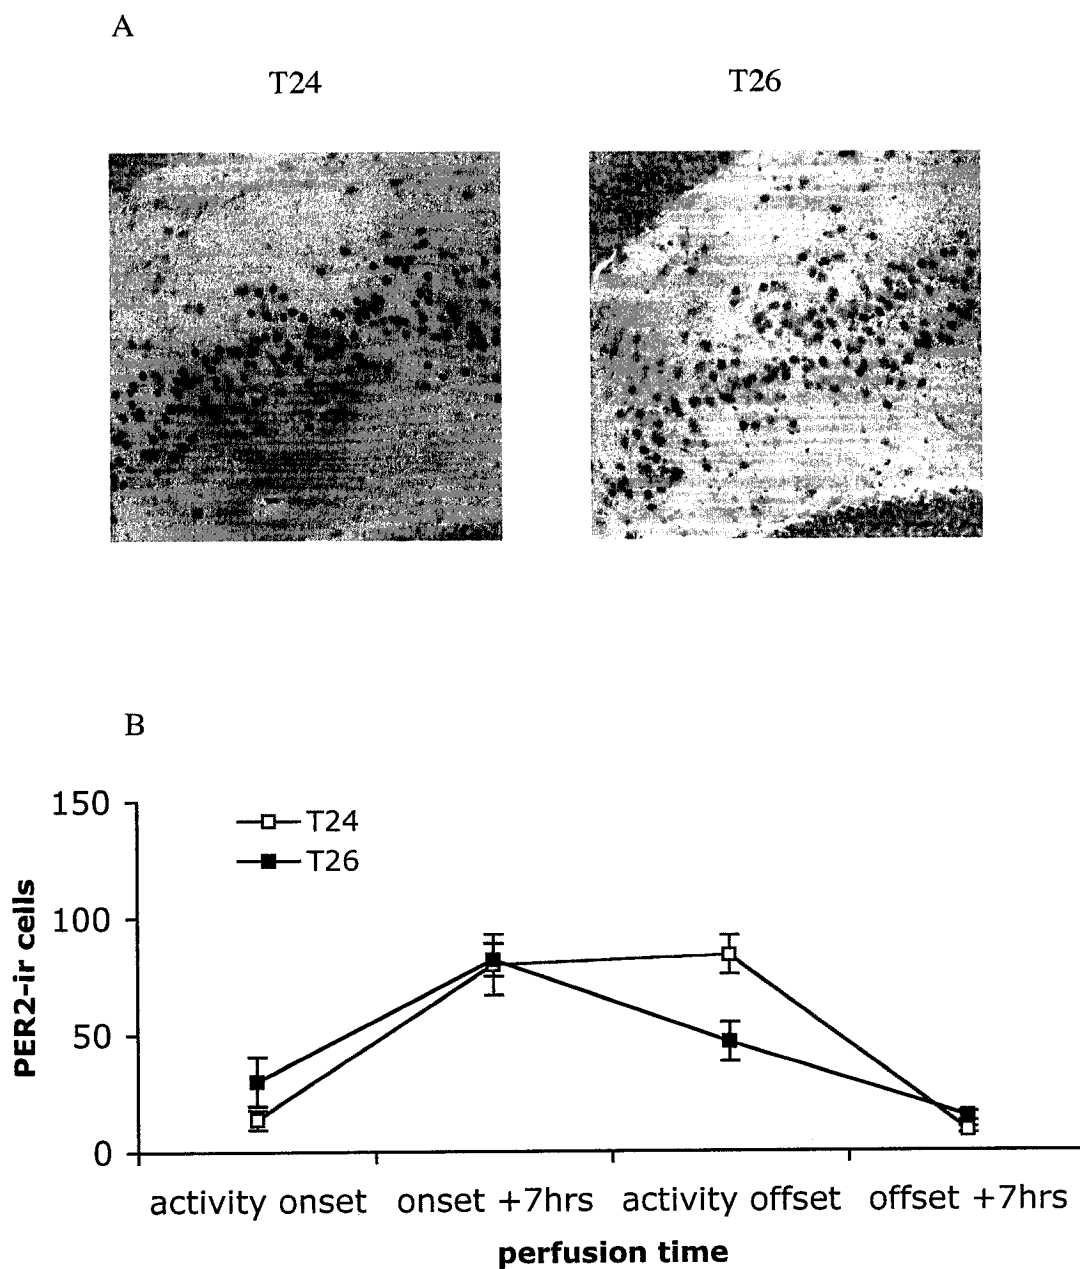 A
T24 T26
B
150
T24
T26
100
50
0
PER2-ir cells
activity onset onset +7hrs activity offset offset +7hrs
perfusion time